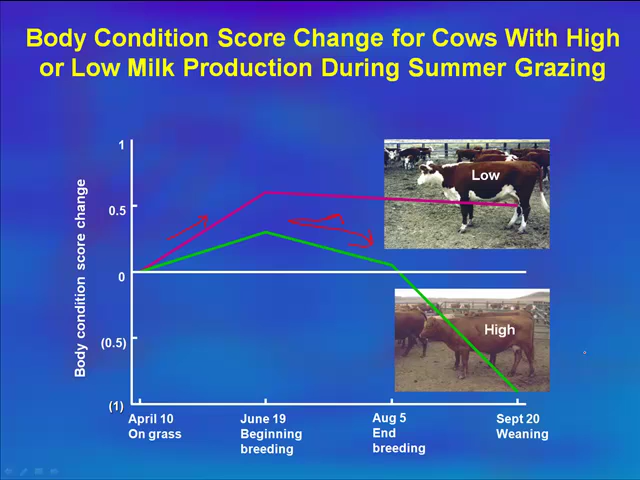 Body Condition Score Change for Cows With High
or Low Milk Production During Summer Grazing
Body condition score change
1
0.5
0
(0.5)
(1)
Low
High
April 10
On grass
June 19
Beginning
breeding
Aug 5
End
breeding
Sept 20
Weaning